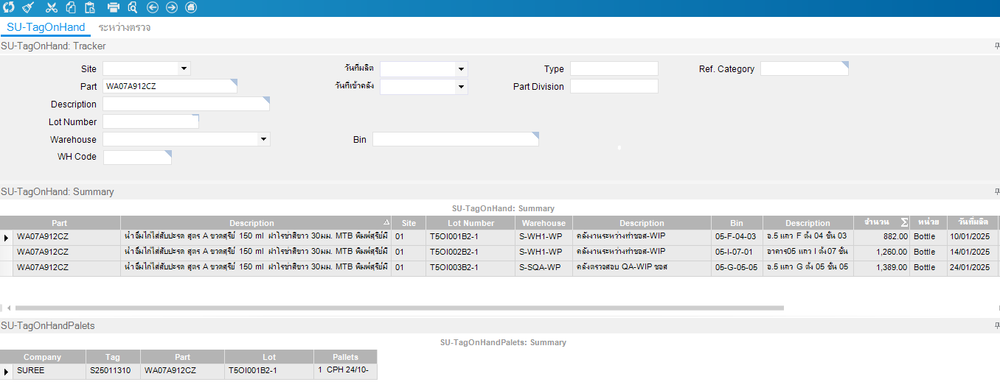 SU-TagOnHand ระหว่างตรวจ
SU-TagOnHand: Tracker
Site วันที่ผลิต Type Ref. Category
Part WA07A912CZ วันที่เข้าคลัง Part Division
Description
Lot Number
Warehouse Bin
WH Code
SU-TagOnHand: Summary
SU-TagOnHand: Summary
Part Description Site Lot Number Warehouse Description Bin Description จำนวน Σ หน่วย วันที่ผลิต
WA07A912CZ น้ำจิ้มไก่ใส่สับปะรด สูตร A ขวดสุรีย์ 150 ml ฝาโรซ่าสีขาว 30มม. MTB พิมพ์สุรีย์มี 01 T5OI001B2-1 S-WH1-WP คลังงานระหว่างทำซอส-WIP 05-F-04-03 อ.5 แถว F ตั้ง 04 ชั้น 03 882.00 Bottle 10/01/2025
WA07A912CZ น้ำจิ้มไก่ใส่สับปะรด สูตร A ขวดสุรีย์ 150 ml ฝาโรซ่าสีขาว 30มม. MTB พิมพ์สุรีย์มี 01 T5OI002B2-1 S-WH1-WP คลังงานระหว่างทำซอส-WIP 05-I-07-01 อาคาร05 แถว I ตั้ง07 ชั้น 1,260.00 Bottle 14/01/2025
WA07A912CZ น้ำจิ้มไก่ใส่สับปะรด สูตร A ขวดสุรีย์ 150 ml ฝาโรซ่าสีขาว 30มม. MTB พิมพ์สุรีย์มี 01 T5OI003B2-1 S-SQA-WP คลังตรวจสอบ QA-WIP ซอส 05-G-05-05 อ.5 แถว G ตั้ง 05 ชั้น 05 1,389.00 Bottle 24/01/2025
SU-TagOnHandPalets
SU-TagOnHandPalets: Summary
Company Tag Part Lot Pallets
SUREE S25011310 WA07A912CZ T5OI001B2-1 1 CPH 24/10-